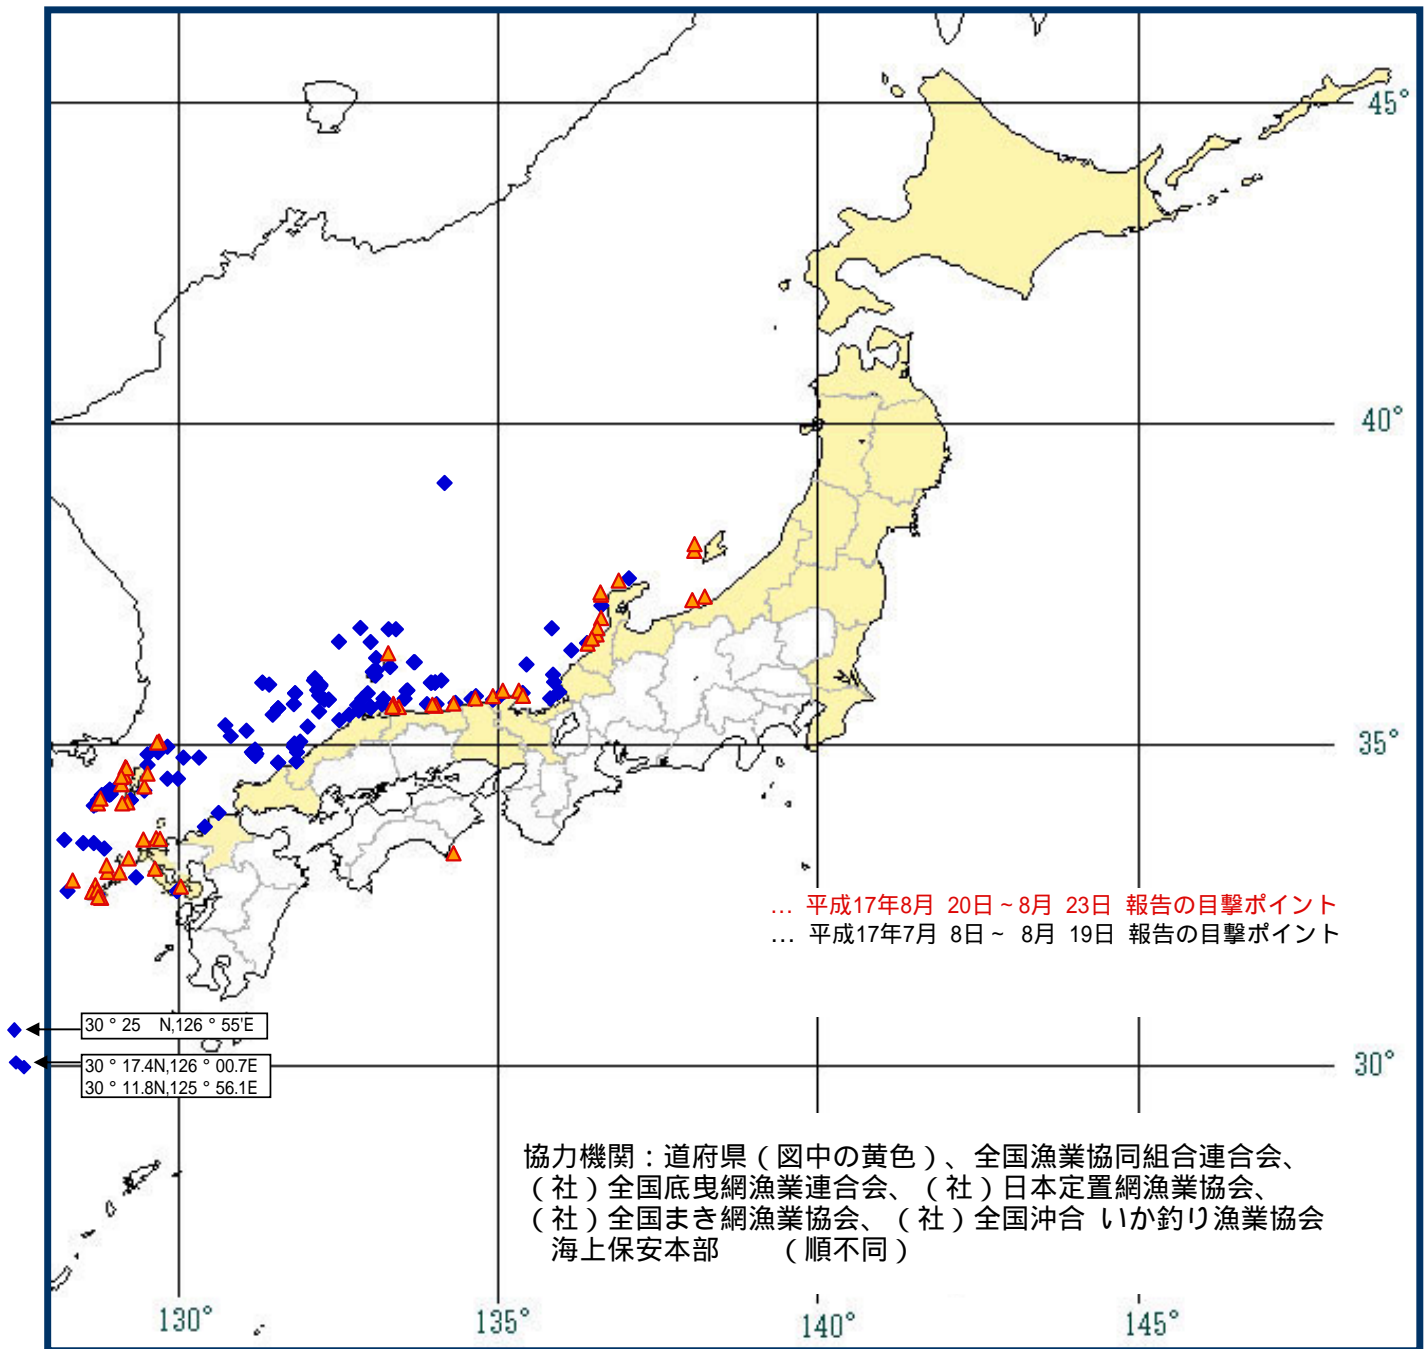 45°
40°
35°
… 平成17年8月 20日~8月 23日 報告の目撃ポイント
… 平成17年7月 8日~ 8月 19日 報告の目撃ポイント
30 ° 25 N,126 ° 55'E
30 ° 17.4N,126 ° 00.7E
30 ° 11.8N,125 ° 56.1E
30°
協力機関:道府県(図中の黄色)、全国漁業協同組合連合会、
(社)全国底曳網漁業連合会、(社)日本定置網漁業協会、
(社)全国まき網漁業協会、(社)全国沖合 いか釣り漁業協会
海上保安本部 (順不同)
130° 135° 140° 145°